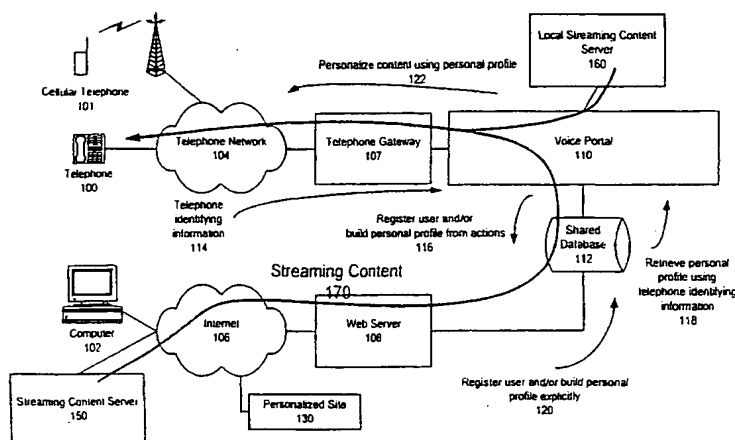 Local Streaming Content
Server
160
Personalize content using personal profile
122
Cellular Telephone
101
Telephone Network
104
Telephone Gateway
107
Voice Portal
110
Telephone
100
Telephone
identifying
information
114
Register user and/or
build personal profile from actions
116
Shared
Database
112
Retrieve personal
profile using
telephone identifying
information
118
Streaming Content
170
Computer
102
Internet
106
Web Server
108
Register user and/or build personal
profile explicitly
120
Streaming Content Server
150
Personalized Site
130